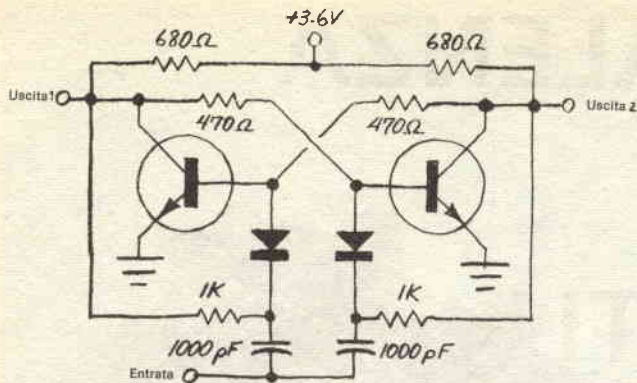 +3.6V
680Ω 680Ω
Uscita1 Uscita 2
470Ω 470Ω
1K 1K
1000pF 1000pF
Entrata